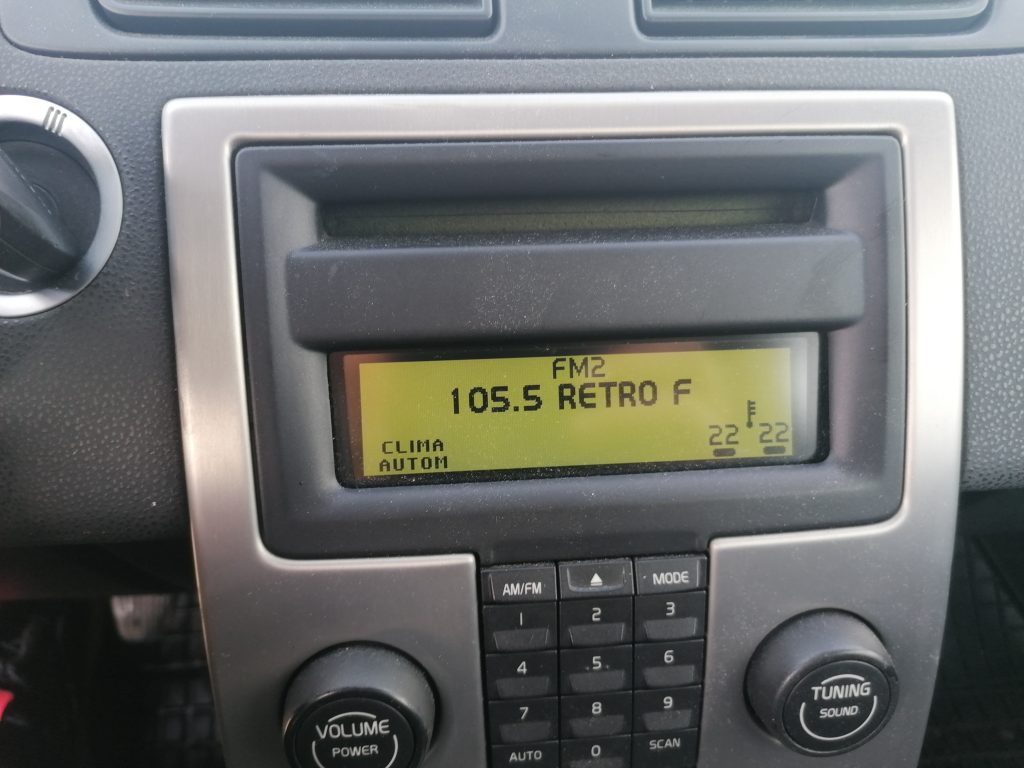 FM2
105.5 RETRO F
22 22
CLIMA
AUTOM
AM/FM MODE
1 2 3
4 5 6
7 8 9
AUTO 0 SCAN
VOLUME
POWER
TUNING
SOUND